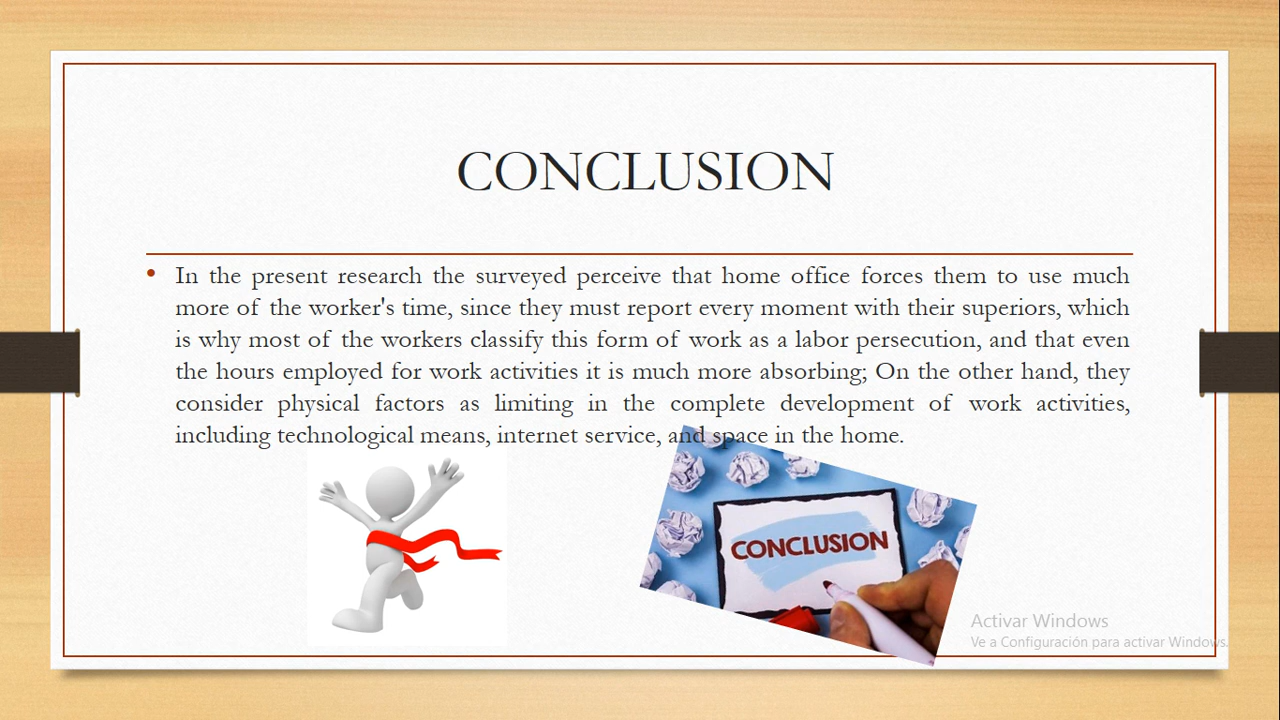 CONCLUSION
In the present research the surveyed perceive that home office forces them to use much
more of the worker's time, since they must report every moment with their superiors, which
is why most of the workers classify this form of work as a labor persecution, and that even
the hours employed for work activities it is much more absorbing; On the other hand, they
consider physical factors as limiting in the complete development of work activities,
including technological means, internet service, and space in the home.
CONCLUSION
Activar Windows
Ve a Configuración para activar Windows.